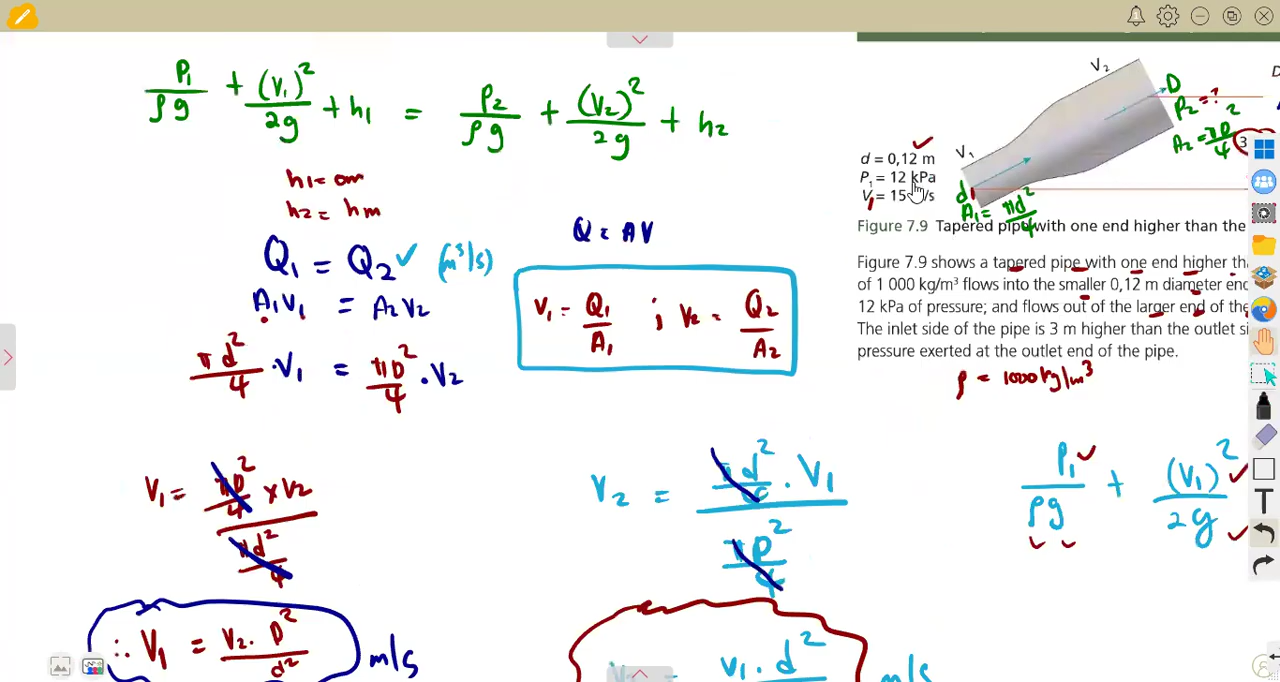 P1/ρg + (V1)²/2g + h1 = P2/ρg + (V2)²/2g + h2
h1 = 0m
h2 = hm
Q1 = Q2 ✓ (m³/s)
A1V1 = A2V2
πd²/4 · V1 = πD²/4 · V2
Q = AV
V1 = Q1/A1 ; V2 = Q2/A2
V1 = πD²/4 × V2 / πd²/4
∴ V1 = V2 · D²/d² m/s
V2 = πd²/4 · V1 / πD²/4
V1 · d²
m/s
V2
D
P2 = ?
A2 = πD²/4
3
V1
d
A1 = πd²/4
d = 0,12 m
P1 = 12 kPa
V1 = 15 /s
Figure 7.9 Tapered pipe with one end higher than the
Figure 7.9 shows a tapered pipe with one end higher th
of 1 000 kg/m³ flows into the smaller 0,12 m diameter end
12 kPa of pressure; and flows out of the larger end of the
The inlet side of the pipe is 3 m higher than the outlet si
pressure exerted at the outlet end of the pipe.
ρ = 1000 kg/m³
P1/ρg + (V1)²/2g
T